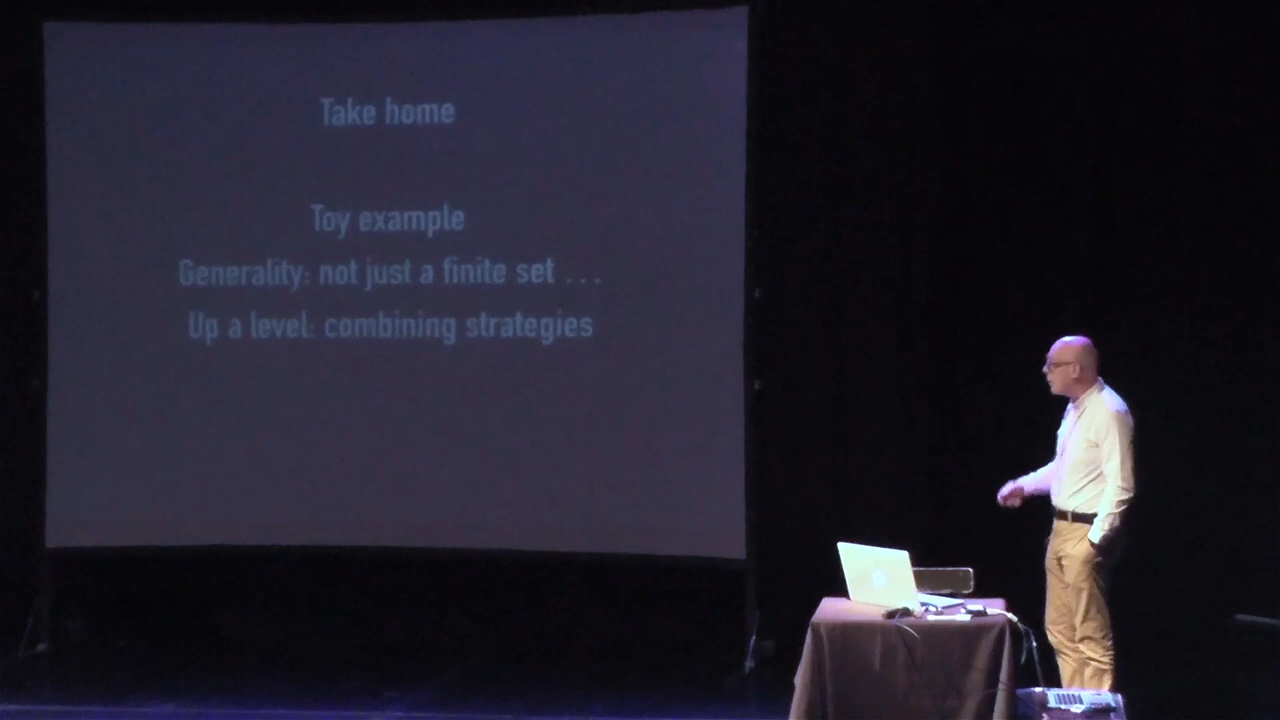 Take home
Toy example
Generality: not just a finite set ...
Up a level: combining strategies